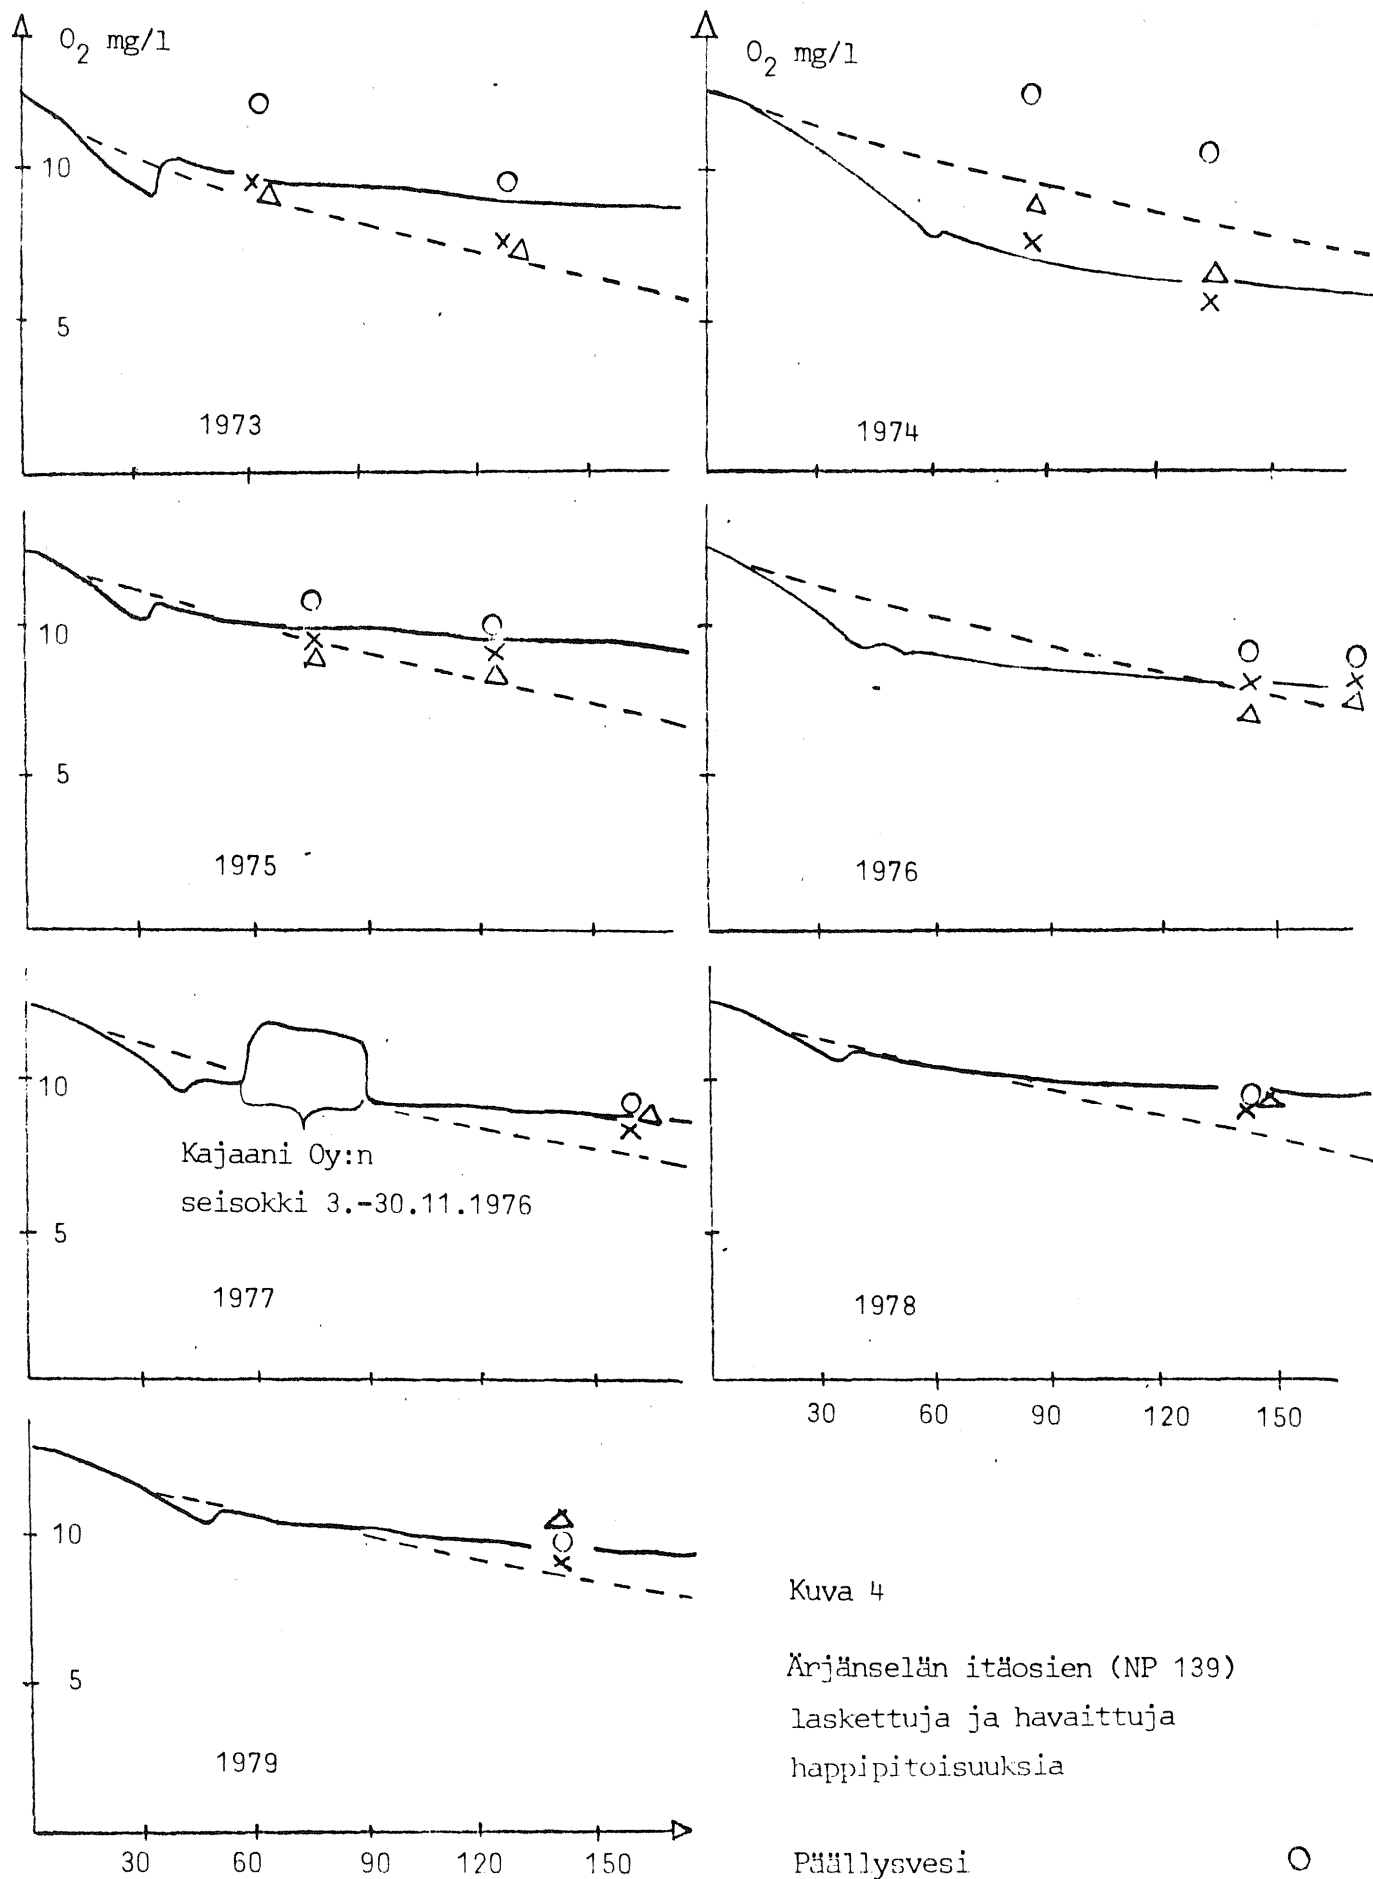 O2 mg/l
10
5
1973
O2 mg/l
1974
10
5
1975
1976
10
Kajaani Oy:n
seisokki 3.-30.11.1976
5
1977
1978
30 60 90 120 150
10
5
1979
30 60 90 120 150
Kuva 4
Ärjänselän itäosien (NP 139)
laskettuja ja havaittuja
happipitoisuuksia
Päällysvesi